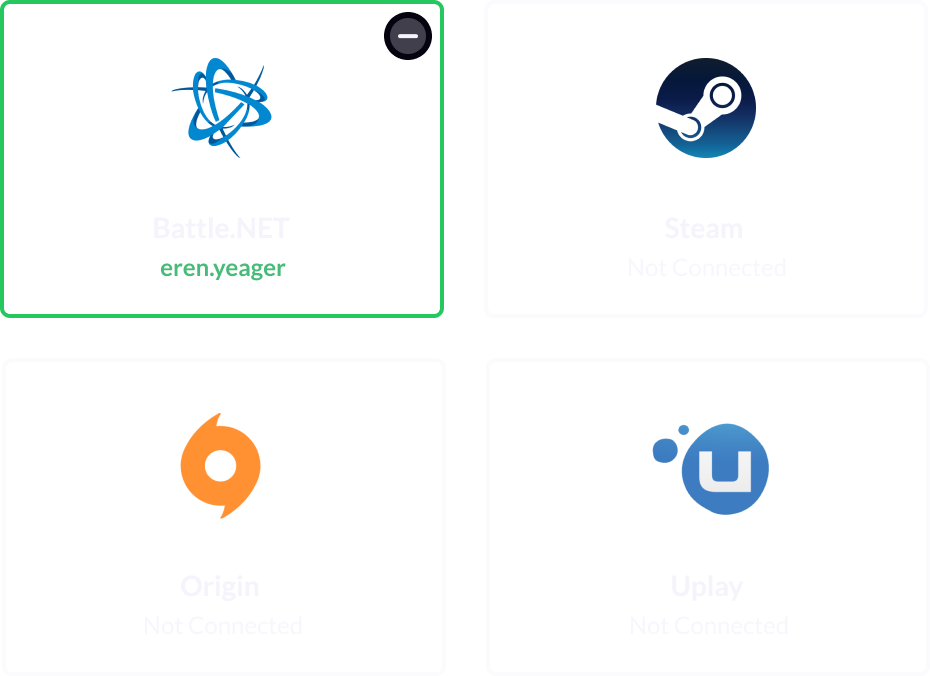 Battle.NET
eren.yeager
Steam
Not Connected
Origin
Not Connected
Uplay
Not Connected